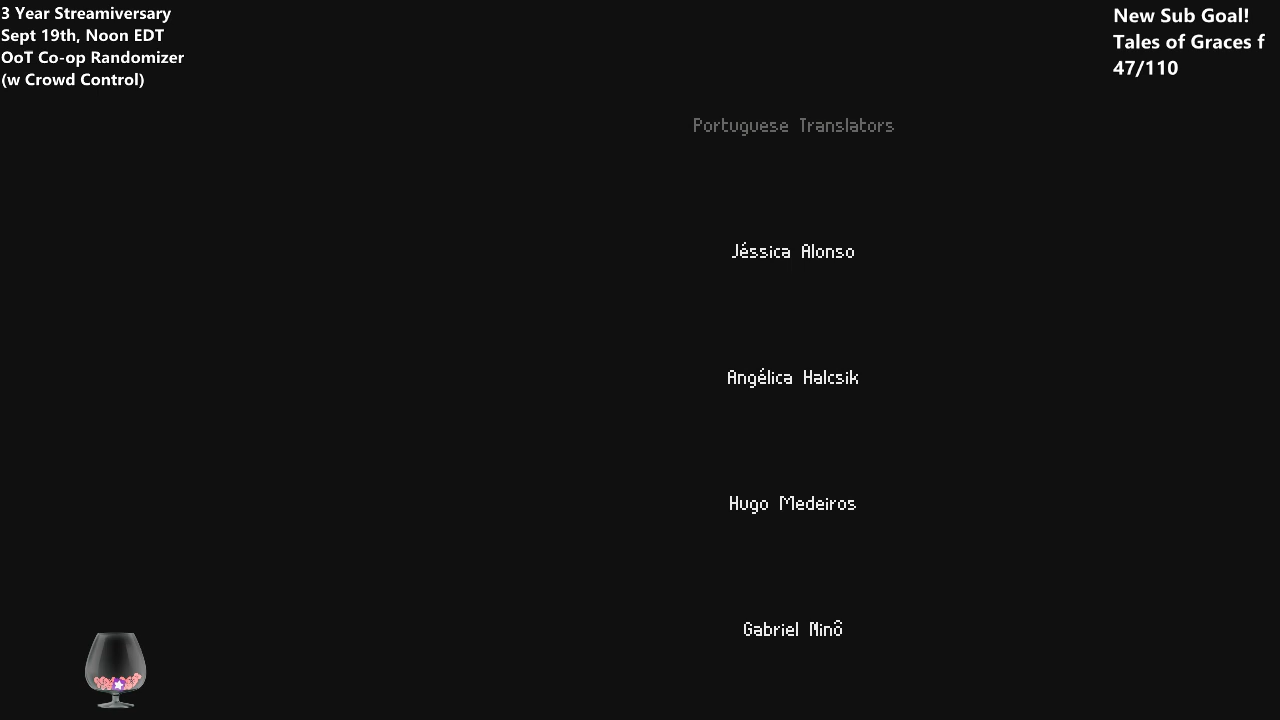 3 Year Streamiversary
Sept 19th, Noon EDT
OoT Co-op Randomizer
(w Crowd Control)
New Sub Goal!
Tales of Graces f
47/110
Portuguese Translators
Jéssica Alonso
Angélica Halcsik
Hugo Medeiros
Gabriel Ninô